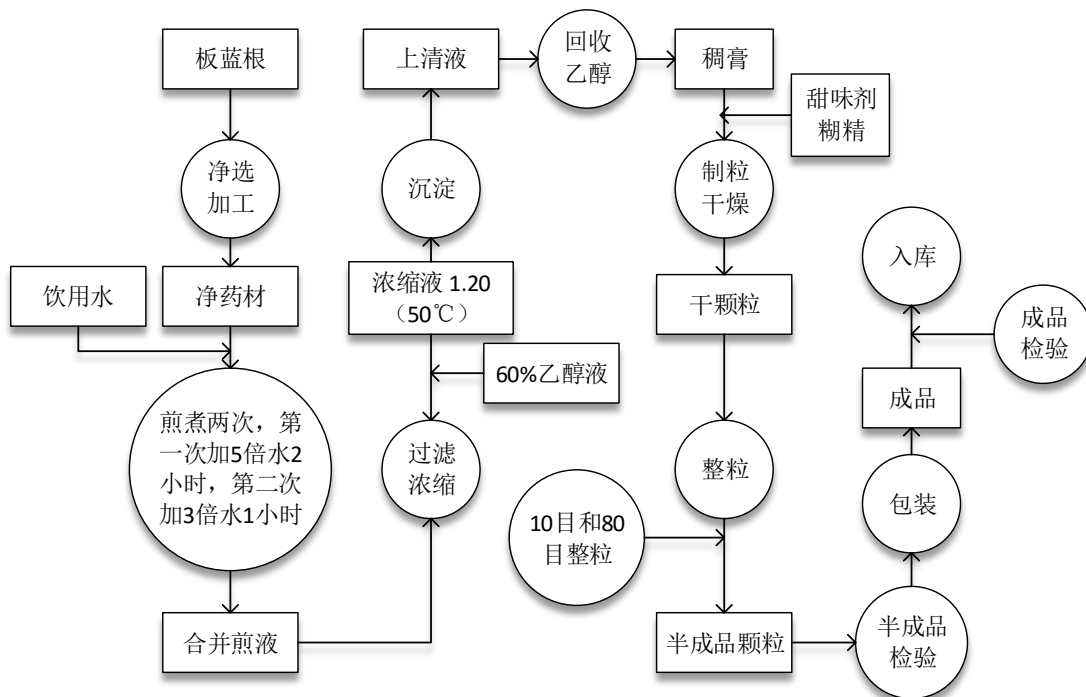 板蓝根
净选
加工
饮用水
净药材
煎煮两次，第
一次加5倍水2
小时，第二次
加3倍水1小时
合并煎液
过滤
浓缩
60%乙醇液
浓缩液 1.20
（50℃）
沉淀
上清液
回收
乙醇
稠膏
甜味剂
糊精
制粒
干燥
干颗粒
整粒
10目和80
目整粒
半成品颗粒
半成品
检验
包装
成品
成品
检验
入库